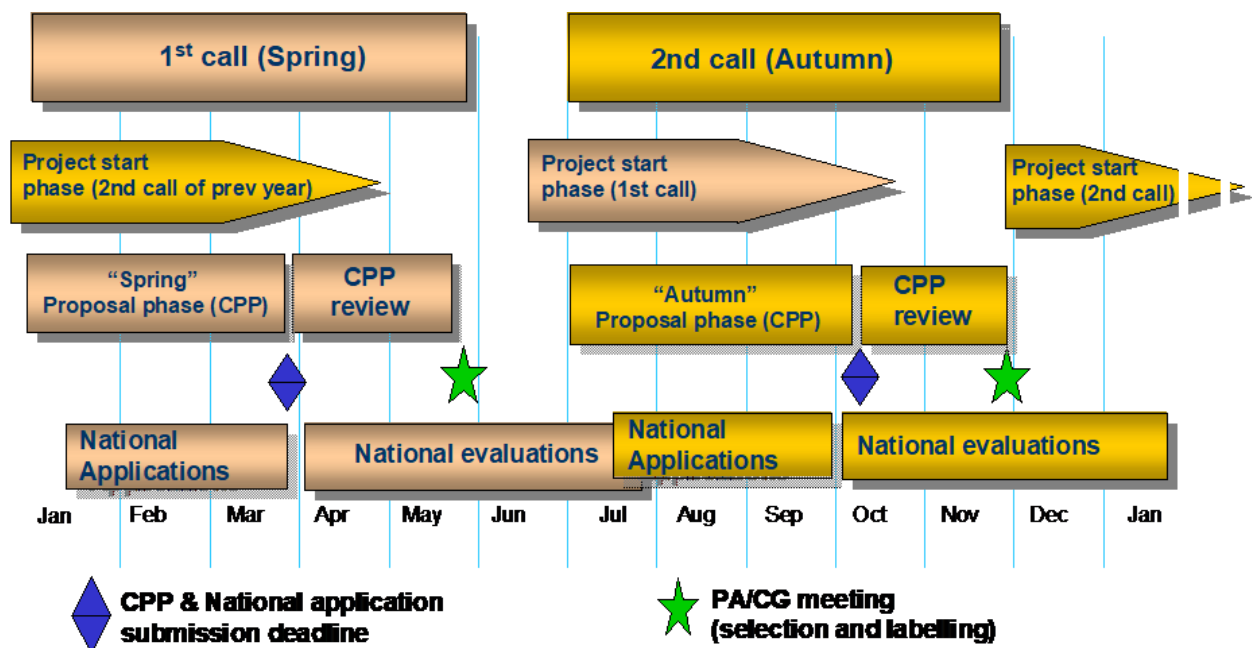 1st call (Spring)
2nd call (Autumn)
Project start
phase (2nd call of prev year)
Project start
phase (1st call)
Project start
phase (2nd call)
“Spring”
Proposal phase (CPP)
CPP
review
“Autumn”
Proposal phase (CPP)
CPP
review
National
Applications
National evaluations
National
Applications
National evaluations
Jan Feb Mar Apr May Jun Jul Aug Sep Oct Nov Dec Jan
CPP & National application
submission deadline
PA/CG meeting
(selection and labelling)